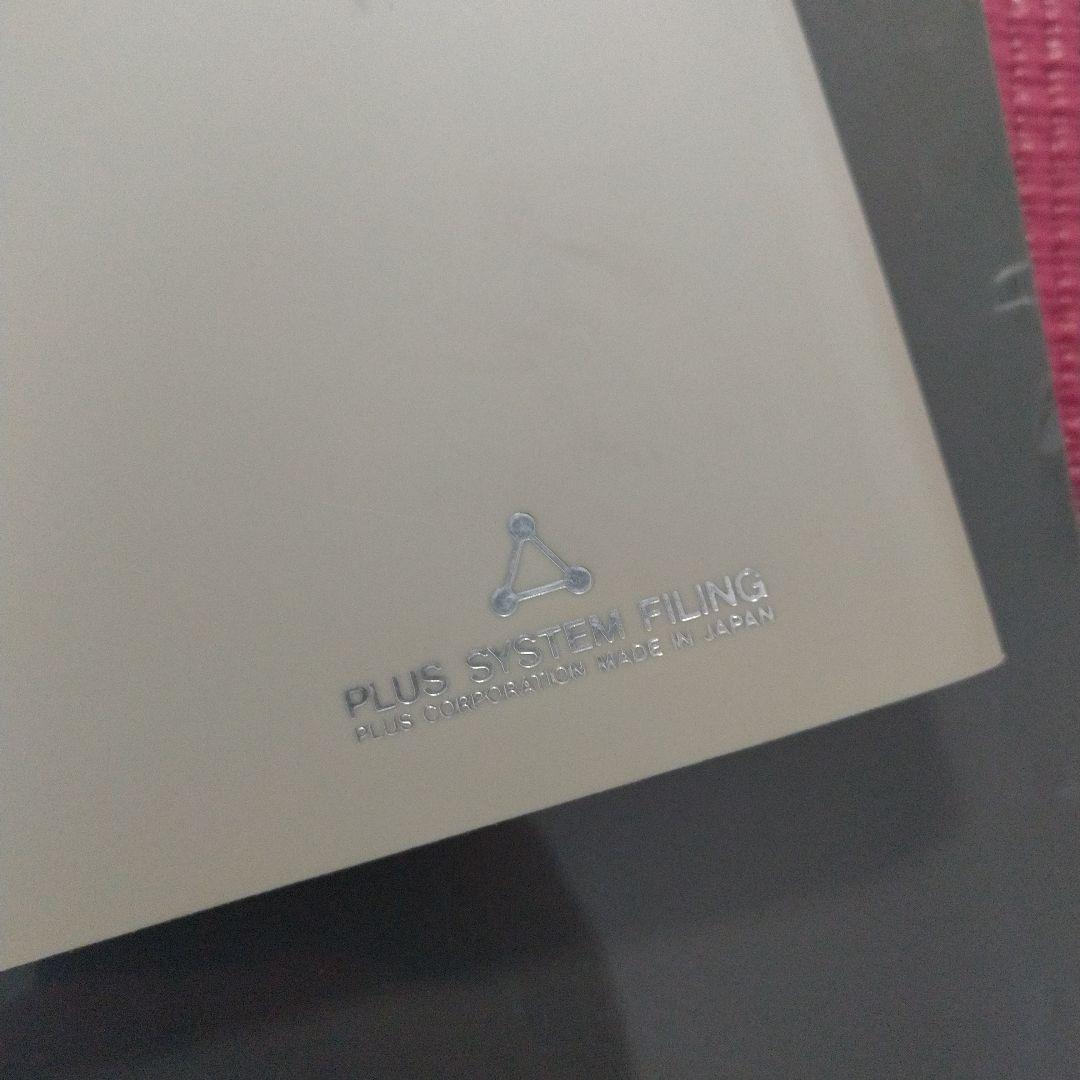 PLUS SYSTEM FILING
PLUS CORPORATION MADE IN JAPAN